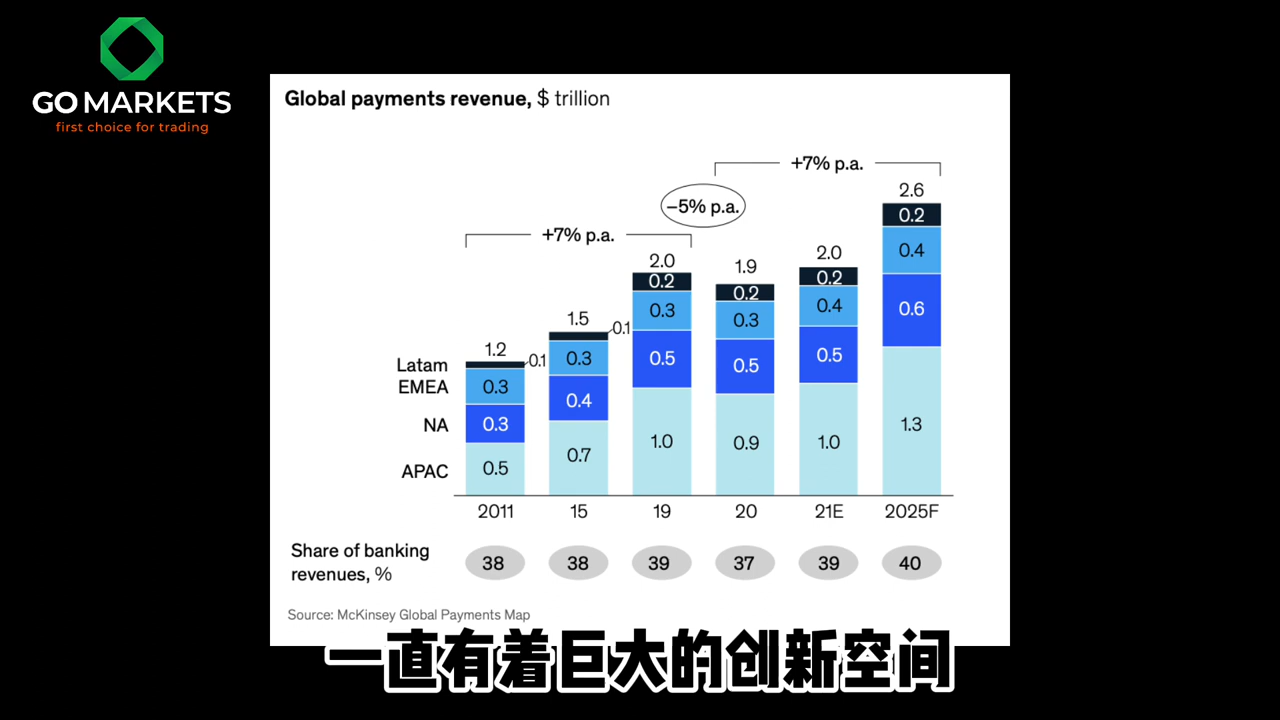 GO MARKETS
first choice for trading
Global payments revenue, $ trillion
+7% p.a.
2.6
–5% p.a.
0.2
+7% p.a.
0.4
2.0
2.0
1.9
0.2
0.2
0.2
0.3
0.4
0.6
1.5
0.1
0.3
1.2
0.1
0.3
0.5
0.5
0.5
Latam
EMEA
0.3
0.4
NA
0.3
1.3
APAC
0.5
0.7
1.0
0.9
1.0
2011 15 19 20 21E 2025F
Share of banking
revenues, %
38 38 39 37 39 40
Source: McKinsey Global Payments Map
一直有着巨大的创新空间